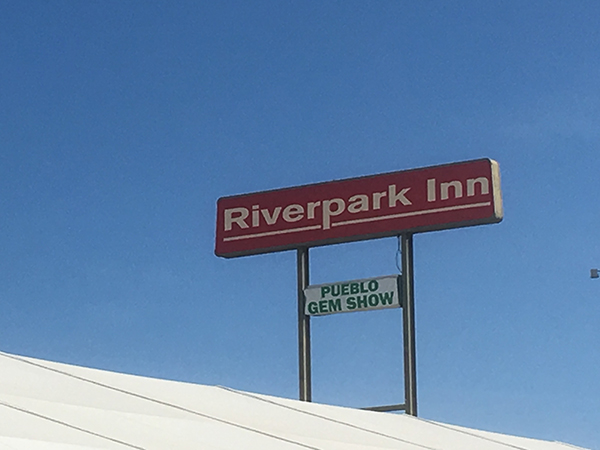 Riverpark Inn
PUEBLO
GEM SHOW